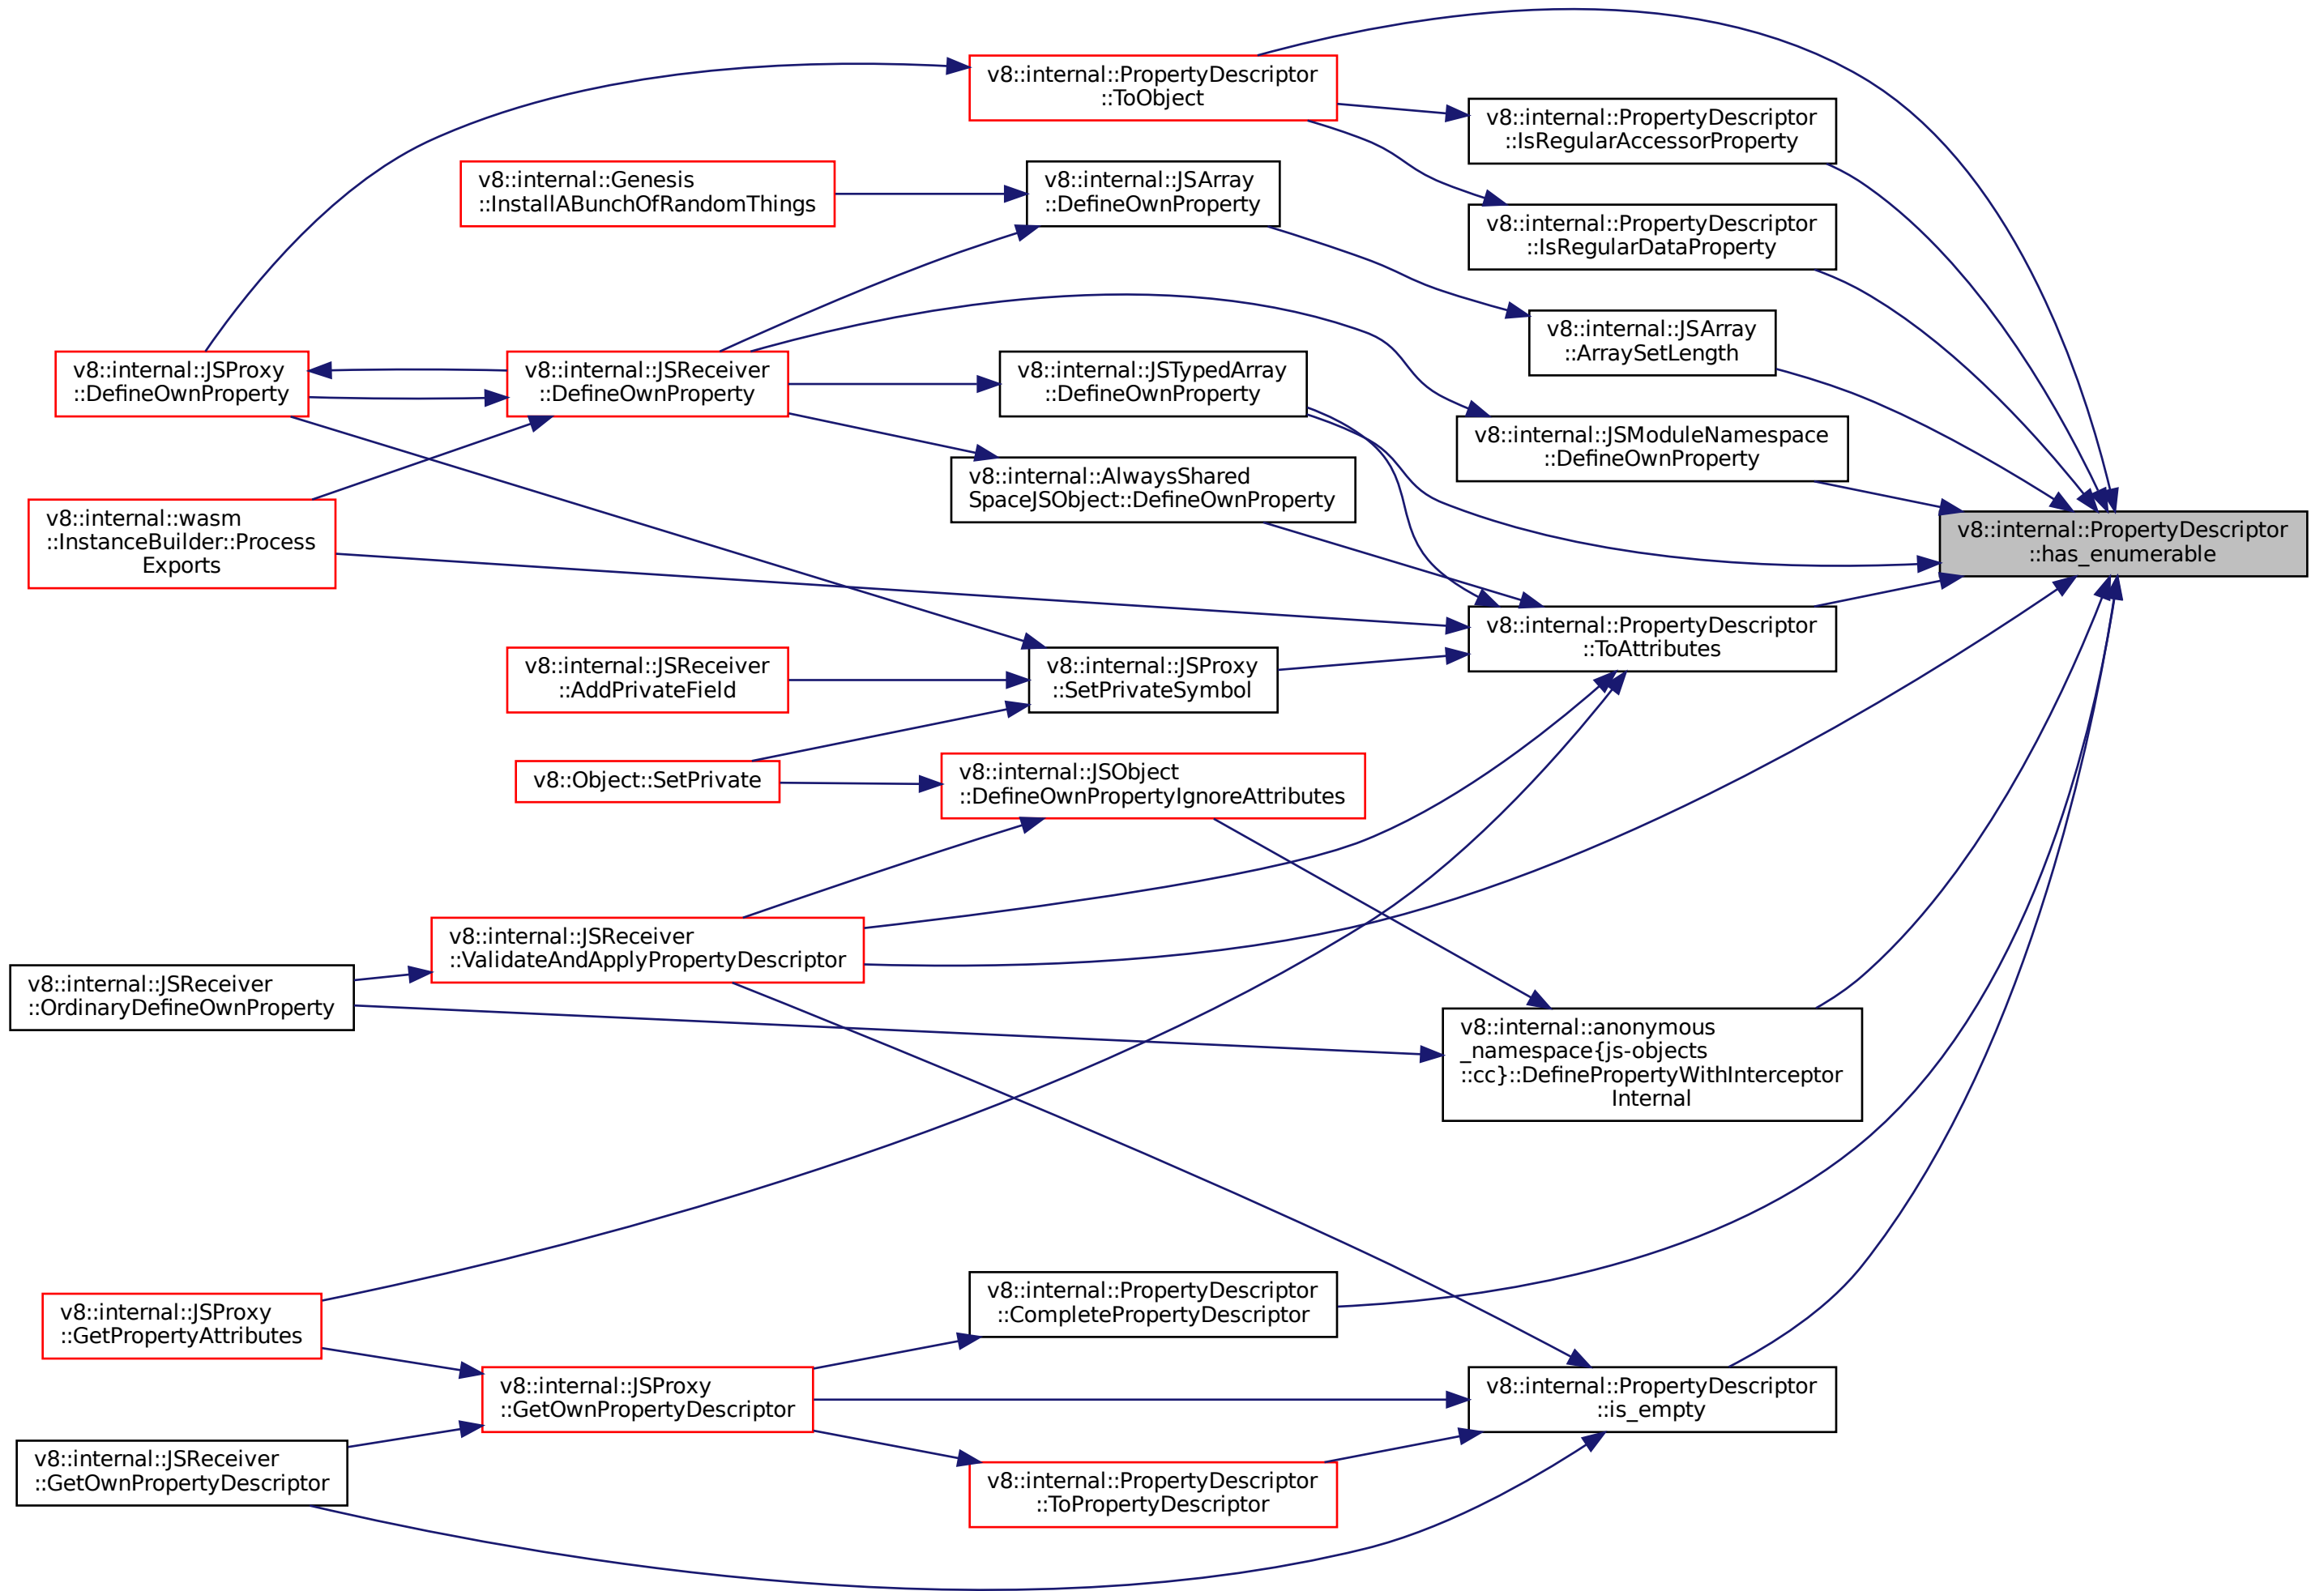 v8::internal::PropertyDescriptor
::ToObject
v8::internal::PropertyDescriptor
::IsRegularAccessorProperty
v8::internal::Genesis
::InstallABunchOfRandomThings
v8::internal::JSArray
::DefineOwnProperty
v8::internal::PropertyDescriptor
::IsRegularDataProperty
v8::internal::JSArray
::ArraySetLength
v8::internal::JSProxy
::DefineOwnProperty
v8::internal::JSReceiver
::DefineOwnProperty
v8::internal::JSTypedArray
::DefineOwnProperty
v8::internal::JSModuleNamespace
::DefineOwnProperty
v8::internal::AlwaysShared
SpaceJSObject::DefineOwnProperty
v8::internal::wasm
::InstanceBuilder::Process
Exports
v8::internal::PropertyDescriptor
::has_enumerable
v8::internal::PropertyDescriptor
::ToAttributes
v8::internal::JSReceiver
::AddPrivateField
v8::internal::JSProxy
::SetPrivateSymbol
v8::Object::SetPrivate
v8::internal::JSObject
::DefineOwnPropertyIgnoreAttributes
v8::internal::JSReceiver
::ValidateAndApplyPropertyDescriptor
v8::internal::JSReceiver
::OrdinaryDefineOwnProperty
v8::internal::anonymous
_namespace{js-objects
::cc}::DefinePropertyWithInterceptor
Internal
v8::internal::PropertyDescriptor
::CompletePropertyDescriptor
v8::internal::JSProxy
::GetPropertyAttributes
v8::internal::JSProxy
::GetOwnPropertyDescriptor
v8::internal::PropertyDescriptor
::is_empty
v8::internal::JSReceiver
::GetOwnPropertyDescriptor
v8::internal::PropertyDescriptor
::ToPropertyDescriptor